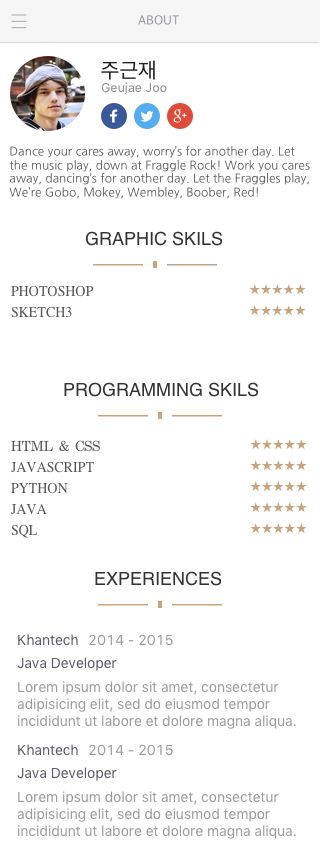 ABOUT
주근재
Geujae Joo
f
g+
Dance your cares away, worry's for another day. Let
the music play, down at Fraggle Rock! Work you cares
away, dancing's for another day. Let the Fraggles play,
We're Gobo, Mokey, Wembley, Boober, Red!
GRAPHIC SKILS
PHOTOSHOP ★★★★★
SKETCH3 ★★★★★
PROGRAMMING SKILS
HTML & CSS ★★★★★
JAVASCRIPT ★★★★★
PYTHON ★★★★★
JAVA ★★★★★
SQL ★★★★★
EXPERIENCES
Khantech 2014 - 2015
Java Developer
Lorem ipsum dolor sit amet, consectetur
adipisicing elit, sed do eiusmod tempor
incididunt ut labore et dolore magna aliqua.
Khantech 2014 - 2015
Java Developer
Lorem ipsum dolor sit amet, consectetur
adipisicing elit, sed do eiusmod tempor
incididunt ut labore et dolore magna aliqua.